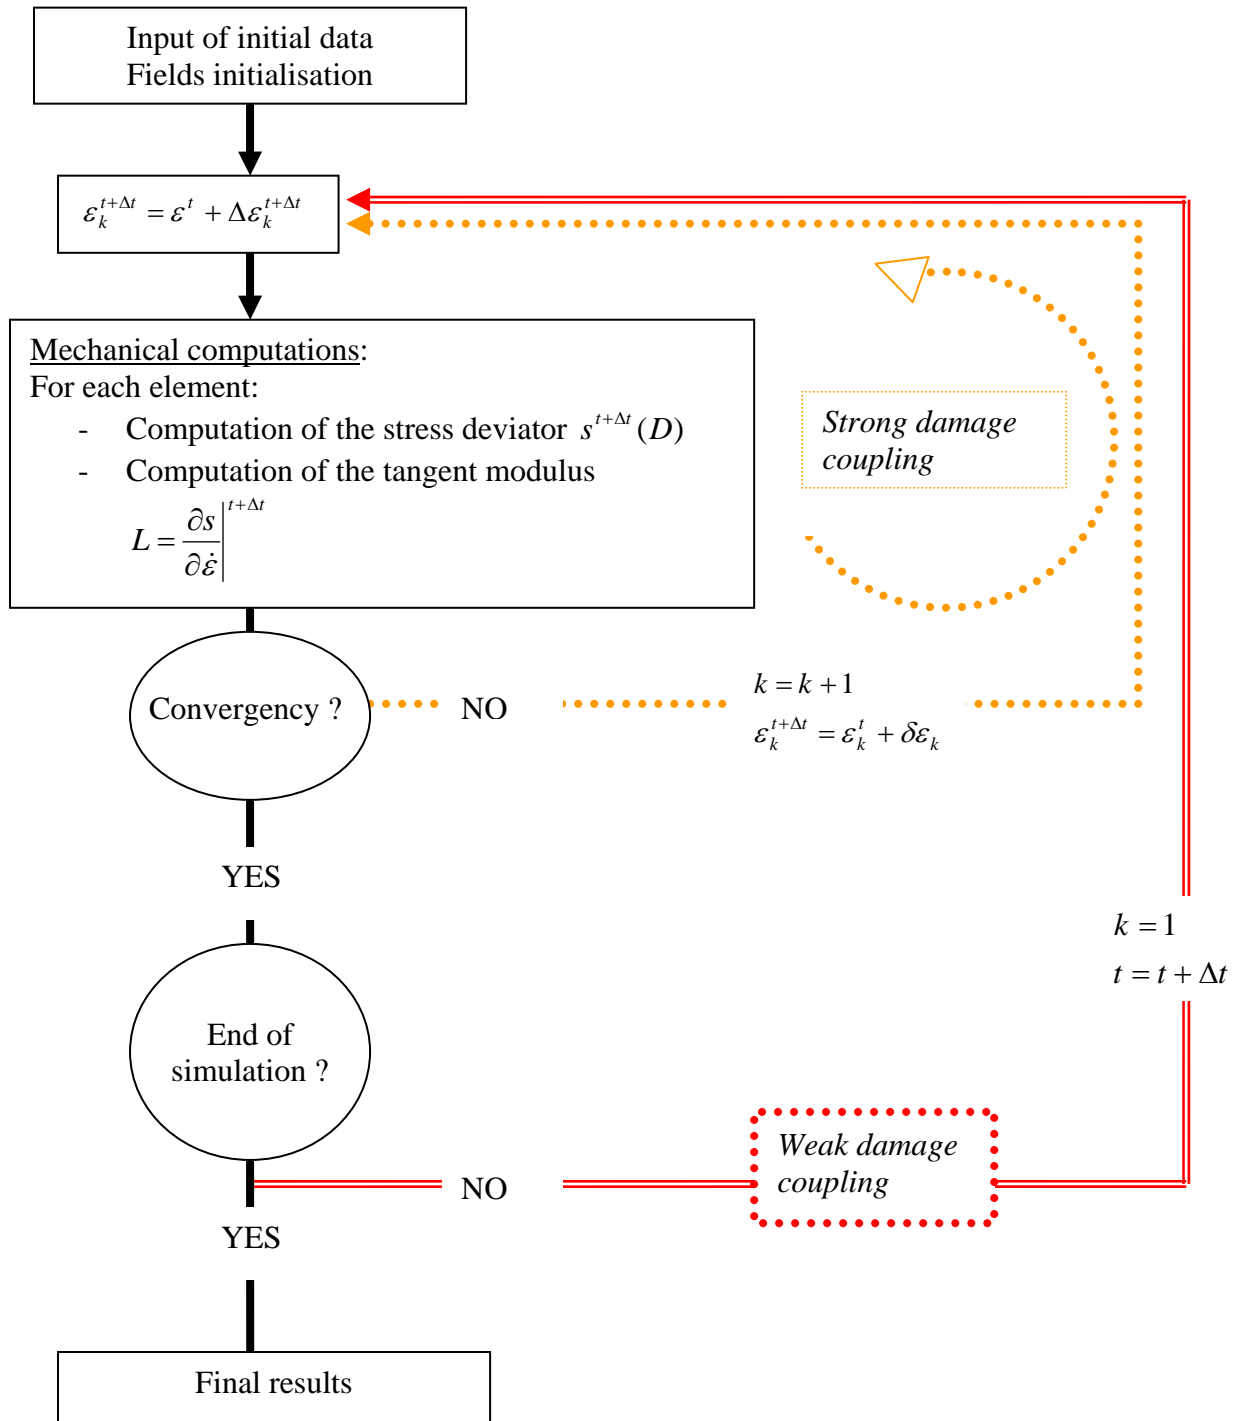 Input of initial data
Fields initialisation
ε_k^{t+Δt} = ε^t + Δε_k^{t+Δt}
Mechanical computations:
For each element:
- Computation of the stress deviator s^{t+Δt}(D)
- Computation of the tangent modulus
L = ∂s/∂ε̇|^{t+Δt}
Strong damage
coupling
Convergency ?
NO
k = k + 1
ε_k^{t+Δt} = ε_k^t + δε_k
YES
k = 1
t = t + Δt
End of
simulation ?
Weak damage
coupling
NO
YES
Final results